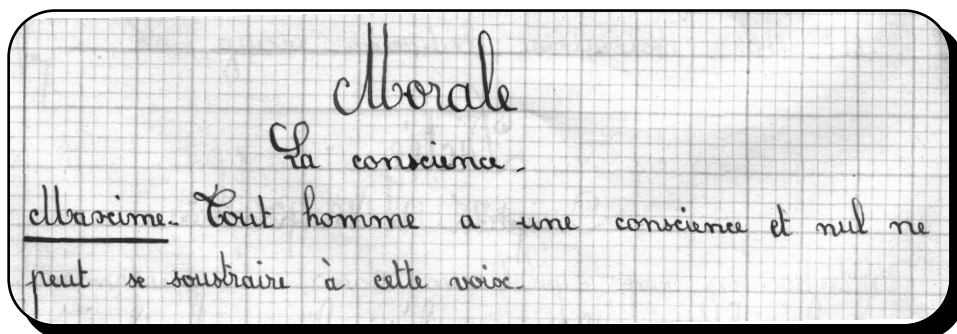 Morale
La conscience.
Maxime. Tout homme a une conscience et nul ne
peut se soustraire à cette voix.